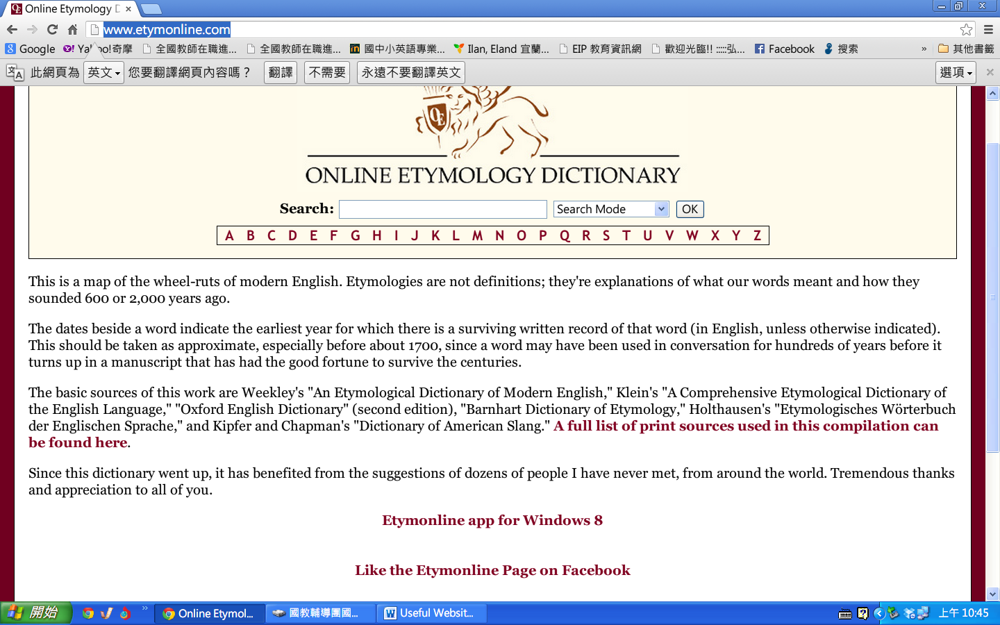 Online Etymology D
www.etymonline.com
Google Yahoo!奇摩 全國教師在職進... 全國教師在職進... 國中小英語專業... Ilan, Eland 宜蘭... EIP 教育資訊網 歡迎光臨!! :::::弘... Facebook 搜索 » 其他書籤
此網頁為 英文 您要翻譯網頁內容嗎？ 翻譯 不需要 永遠不要翻譯英文 選項
OE
ONLINE ETYMOLOGY DICTIONARY
Search: Search Mode OK
A B C D E F G H I J K L M N O P Q R S T U V W X Y Z
This is a map of the wheel-ruts of modern English. Etymologies are not definitions; they're explanations of what our words meant and how they
sounded 600 or 2,000 years ago.
The dates beside a word indicate the earliest year for which there is a surviving written record of that word (in English, unless otherwise indicated).
This should be taken as approximate, especially before about 1700, since a word may have been used in conversation for hundreds of years before it
turns up in a manuscript that has had the good fortune to survive the centuries.
The basic sources of this work are Weekley's "An Etymological Dictionary of Modern English," Klein's "A Comprehensive Etymological Dictionary of
the English Language," "Oxford English Dictionary" (second edition), "Barnhart Dictionary of Etymology," Holthausen's "Etymologisches Wörterbuch
der Englischen Sprache," and Kipfer and Chapman's "Dictionary of American Slang." A full list of print sources used in this compilation can
be found here.
Since this dictionary went up, it has benefited from the suggestions of dozens of people I have never met, from around the world. Tremendous thanks
and appreciation to all of you.
Etymonline app for Windows 8
Like the Etymonline Page on Facebook
開始 » Online Etymol... 國教輔導團國... Useful Websit... 上午 10:45